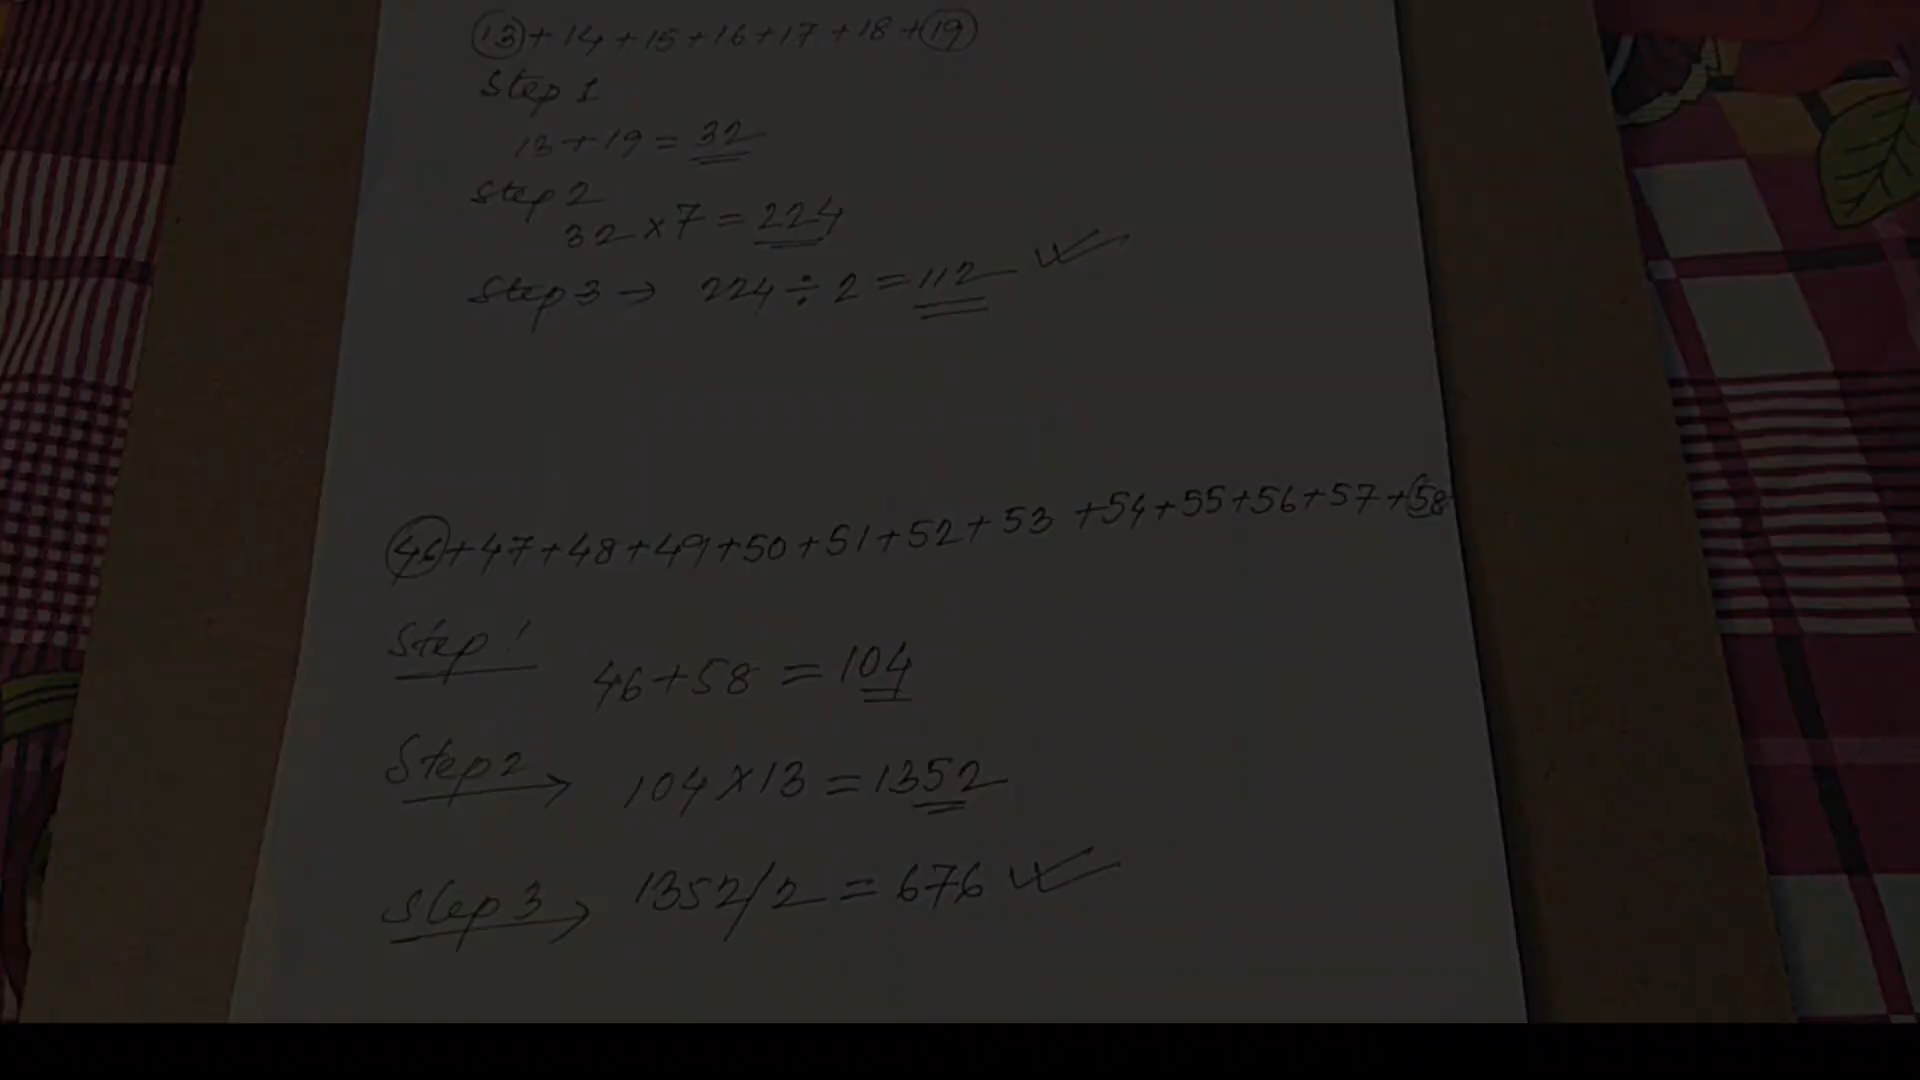 13+14+15+16+17+18+19
Step 1
13+19=32
Step 2
32×7=224
Step 3→ 224÷2=112
46+47+48+49+50+51+52+53+54+55+56+57+58
Step 1
46+58=104
Step 2→ 104×13=1352
Step 3→ 1352/2=676